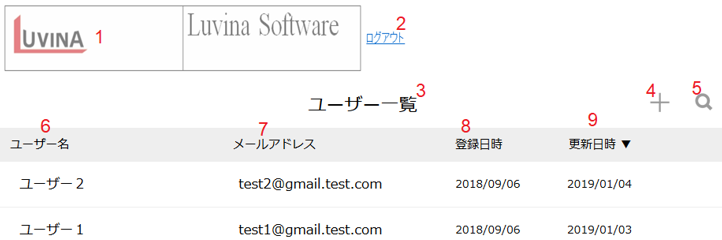 LUVINA 1 Luvina Software ログアウト 2
ユーザー一覧 3 4 5
6 7 8 9
ユーザー名 メールアドレス 登録日時 更新日時 ▼
ユーザー2 test2@gmail.test.com 2018/09/06 2019/01/04
ユーザー1 test1@gmail.test.com 2018/09/06 2019/01/03